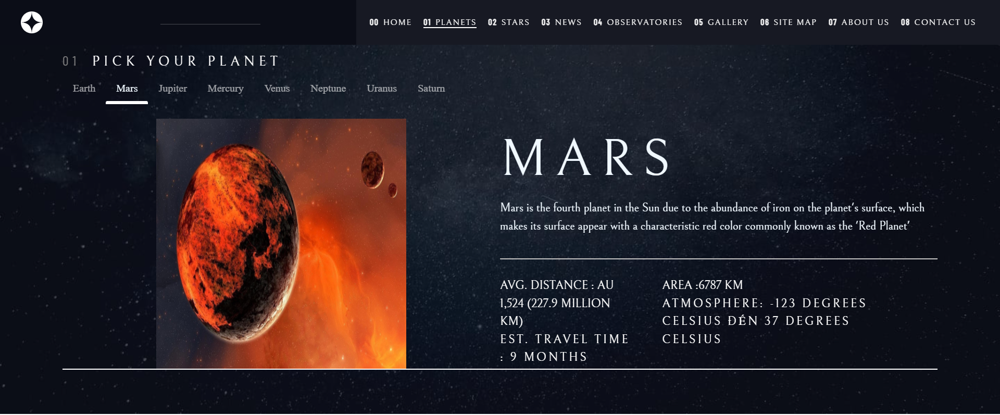 00 HOME 01 PLANETS 02 STARS 03 NEWS 04 OBSERVATORIES 05 GALLERY 06 SITE MAP 07 ABOUT US 08 CONTACT US
01 PICK YOUR PLANET
Earth Mars Jupiter Mercury Venus Neptune Uranus Saturn
MARS
Mars is the fourth planet in the Sun due to the abundance of iron on the planet's surface, which
makes its surface appear with a characteristic red color commonly known as the 'Red Planet'
AVG. DISTANCE : AU
1,524 (227.9 MILLION
KM)
EST. TRAVEL TIME
: 9 MONTHS
AREA :6787 KM
ATMOSPHERE: -123 DEGREES
CELSIUS ĐẾN 37 DEGREES
CELSIUS